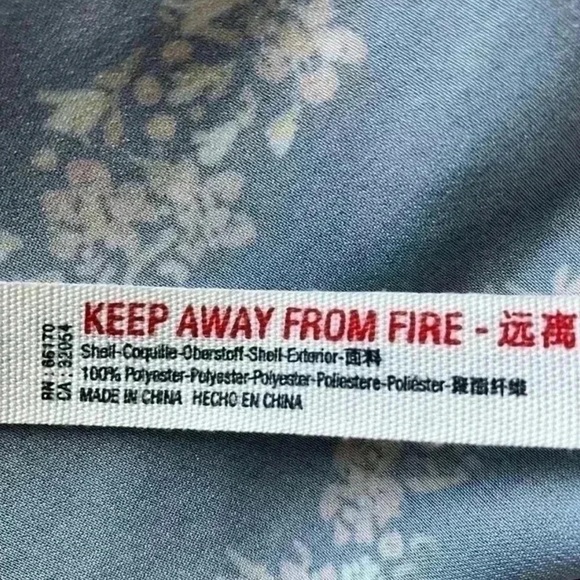 RN : 66170
CA : 32054
KEEP AWAY FROM FIRE - 远离
Shell-Coquille-Oberstoff-Shell-Exterior-面料
100% Polyester-Polyester-Polyester-Poliestere-Poliéster-聚酯纤维
MADE IN CHINA HECHO EN CHINA